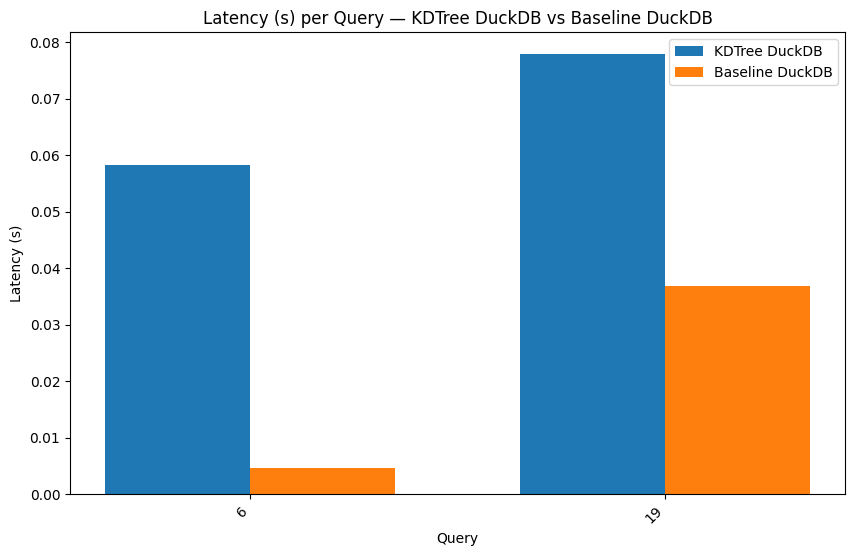 Latency (s) per Query — KDTree DuckDB vs Baseline DuckDB
KDTree DuckDB
Baseline DuckDB
Latency (s)
0.08
0.07
0.06
0.05
0.04
0.03
0.02
0.01
0.00
6
19
Query